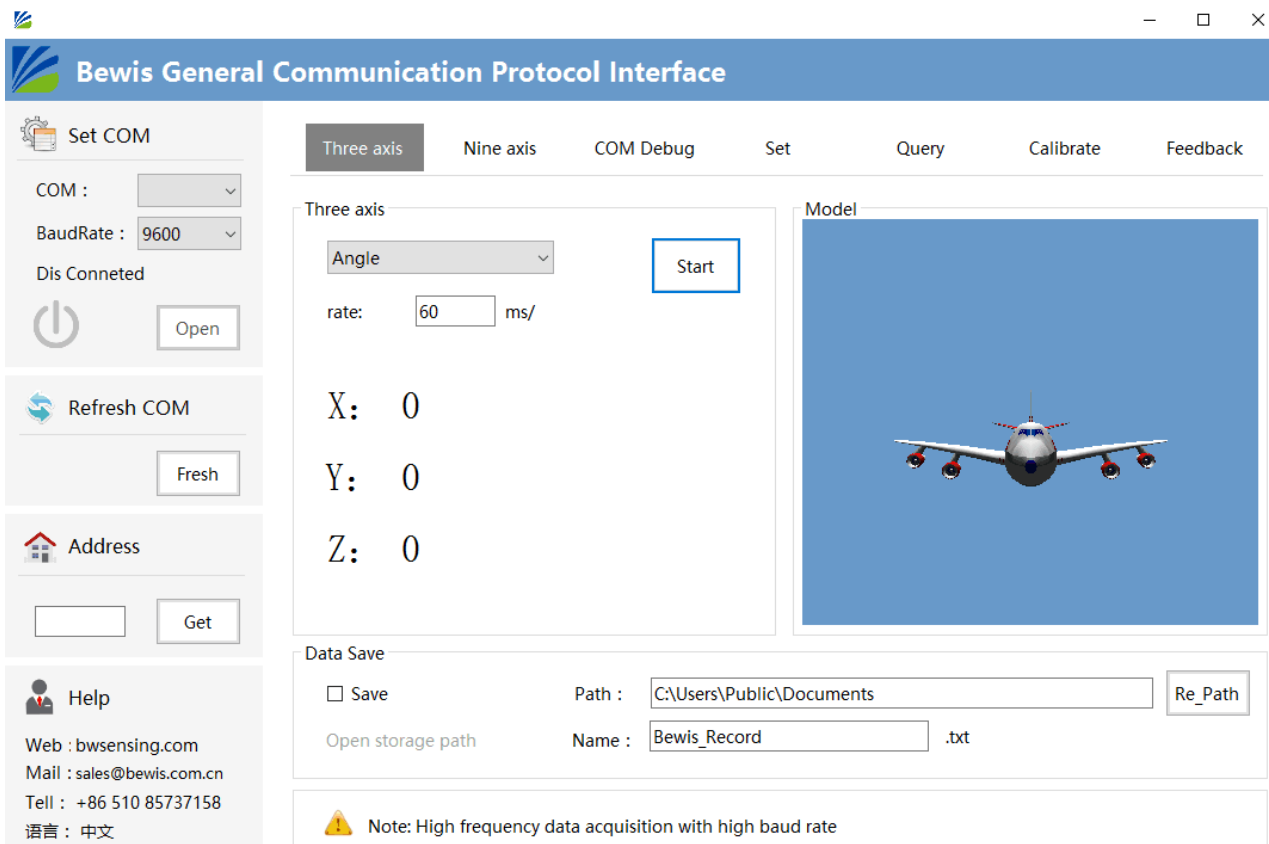 Bewis General Communication Protocol Interface
Set COM
COM :
BaudRate : 9600
Dis Conneted
Open
Refresh COM
Fresh
Address
Get
Help
Web : bwsensing.com
Mail : sales@bewis.com.cn
Tell : +86 510 85737158
语言： 中文
Three axis Nine axis COM Debug Set Query Calibrate Feedback
Three axis
Angle
Start
rate: 60 ms/
X: 0
Y: 0
Z: 0
Model
Data Save
Save Path : C:\Users\Public\Documents Re_Path
Open storage path Name : Bewis_Record .txt
Note: High frequency data acquisition with high baud rate